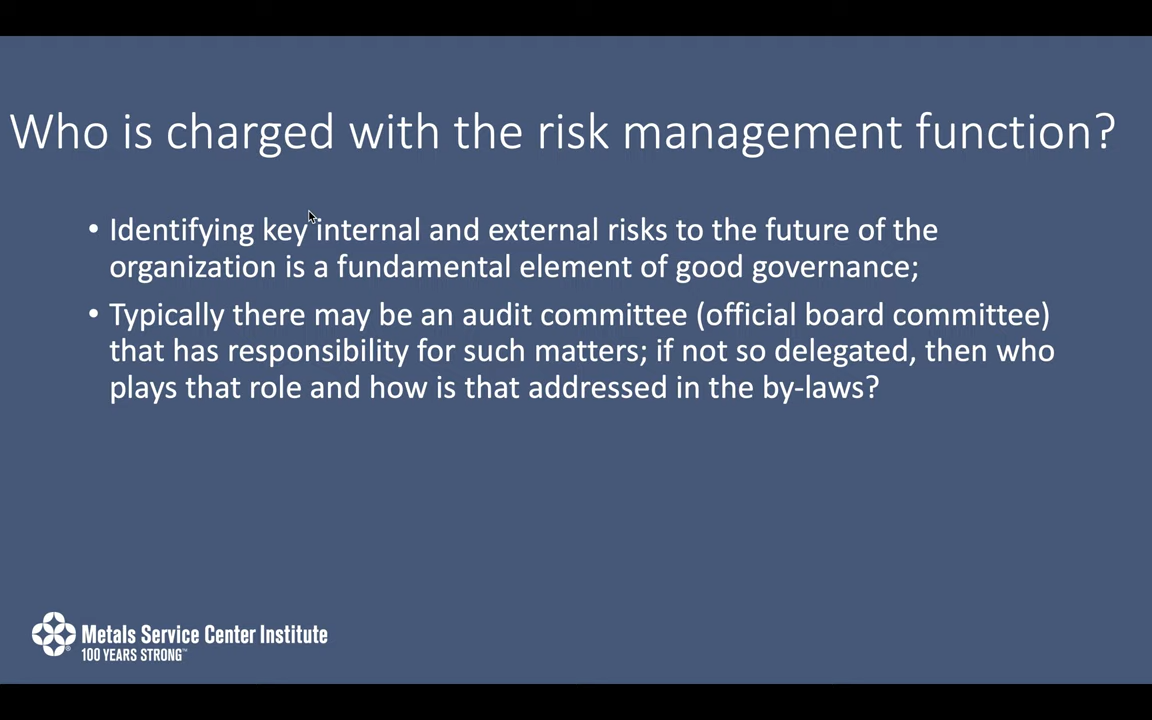 Who is charged with the risk management function?
• Identifying key internal and external risks to the future of the
organization is a fundamental element of good governance;
• Typically there may be an audit committee (official board committee)
that has responsibility for such matters; if not so delegated, then who
plays that role and how is that addressed in the by-laws?
Metals Service Center Institute
100 YEARS STRONG™